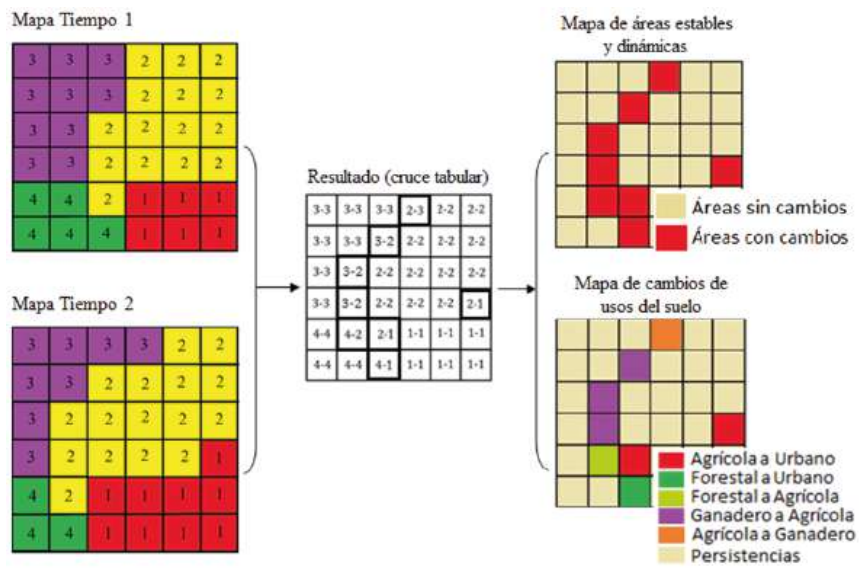 Mapa Tiempo 1
3 3 3 2 2 2
3 3 3 2 2 2
3 3 2 2 2 2
3 3 2 2 2 2
4 4 2 1 1 1
4 4 4 1 1 1
Mapa Tiempo 2
3 3 3 3 2 2
3 3 2 2 2 2
3 2 2 2 2 2
3 2 2 2 2 1
4 2 1 1 1 1
4 4 1 1 1 1
Resultado (cruce tabular)
3-3 3-3 3-3 2-3 2-2 2-2
3-3 3-3 3-2 2-2 2-2 2-2
3-3 3-2 2-2 2-2 2-2 2-2
3-3 3-2 2-2 2-2 2-2 2-1
4-4 4-2 2-1 1-1 1-1 1-1
4-4 4-4 4-1 1-1 1-1 1-1
Mapa de áreas estables
y dinámicas
Áreas sin cambios
Áreas con cambios
Mapa de cambios de
usos del suelo
Agrícola a Urbano
Forestal a Urbano
Forestal a Agrícola
Ganadero a Agrícola
Agrícola a Ganadero
Persistencias